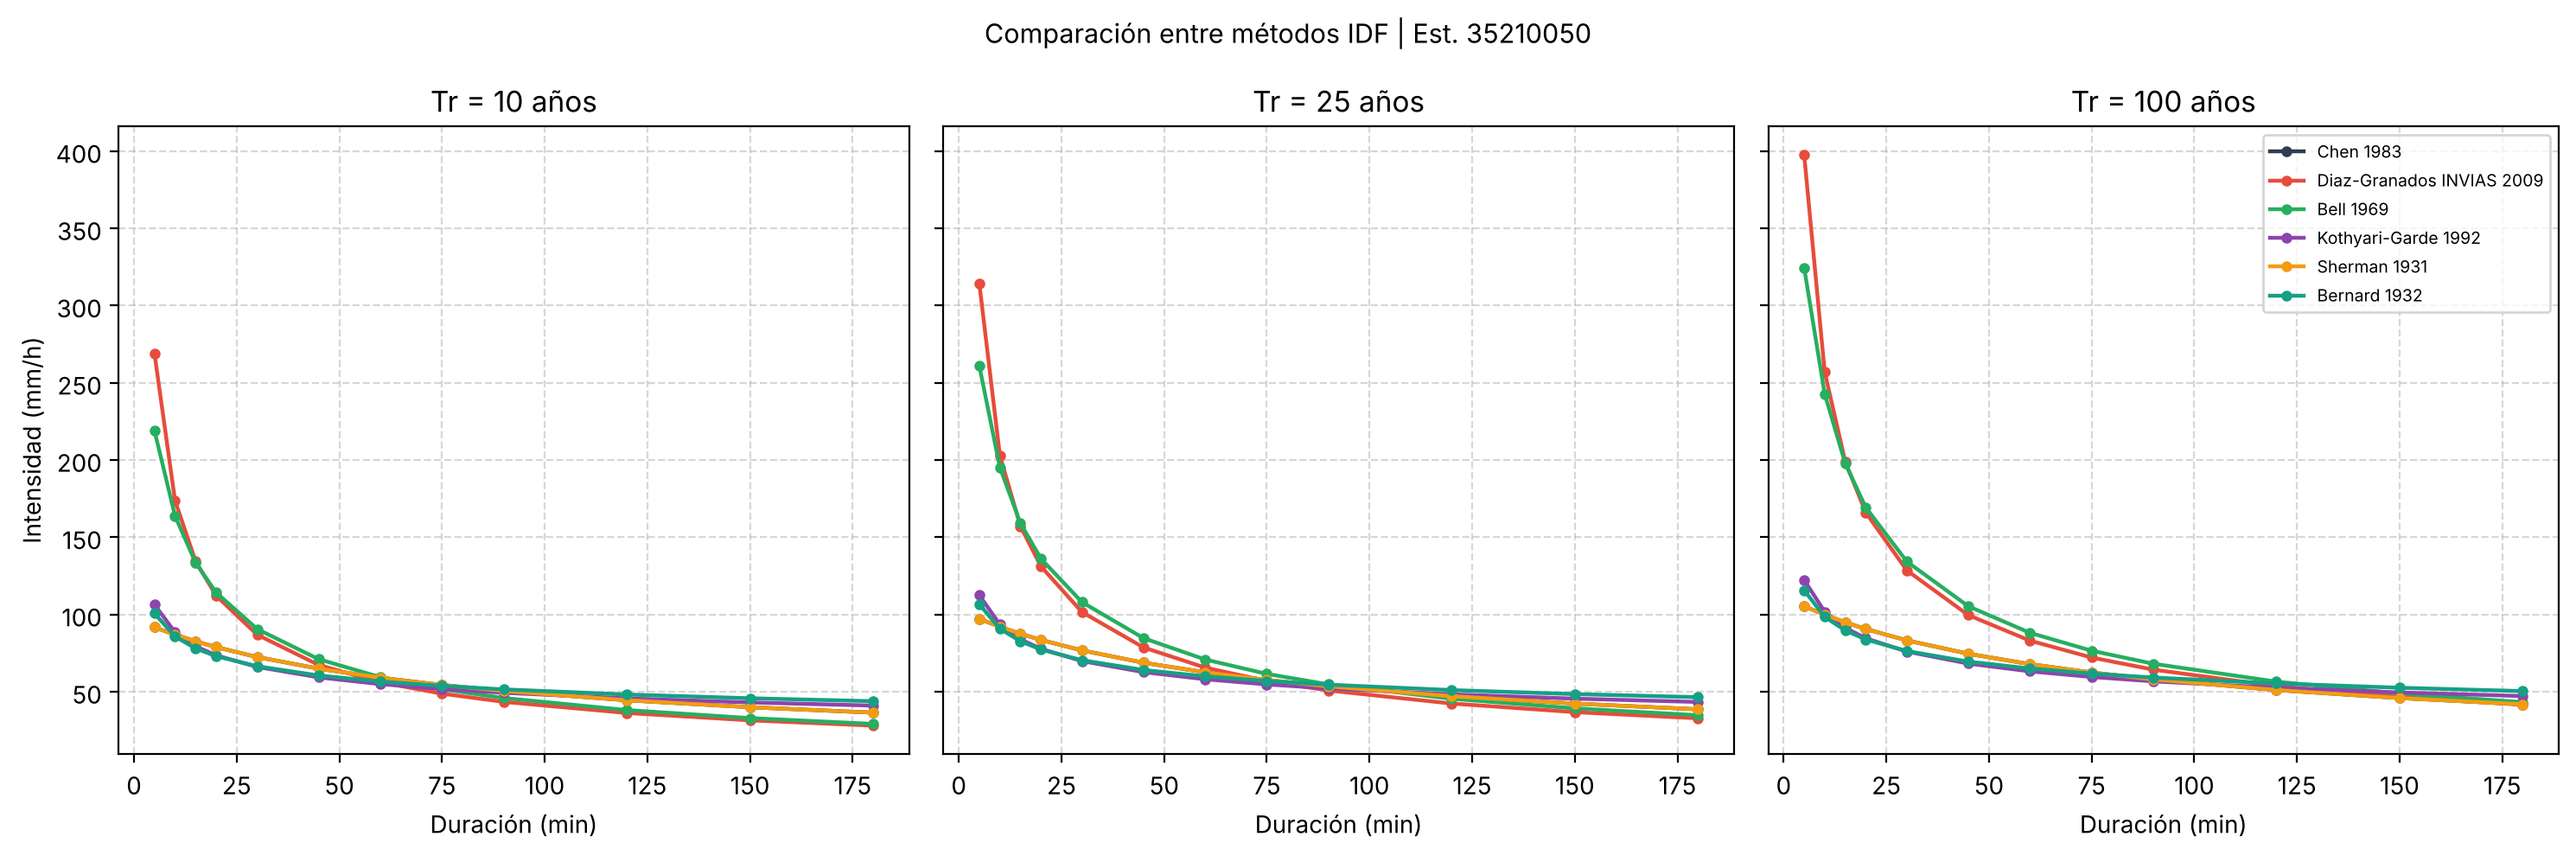 Comparación entre métodos IDF | Est. 35210050
Tr = 10 años
Tr = 25 años
Tr = 100 años
Intensidad (mm/h)
400
350
300
250
200
150
100
50
Chen 1983
Diaz-Granados INVIAS 2009
Bell 1969
Kothyari-Garde 1992
Sherman 1931
Bernard 1932
0 25 50 75 100 125 150 175
0 25 50 75 100 125 150 175
0 25 50 75 100 125 150 175
Duración (min)
Duración (min)
Duración (min)